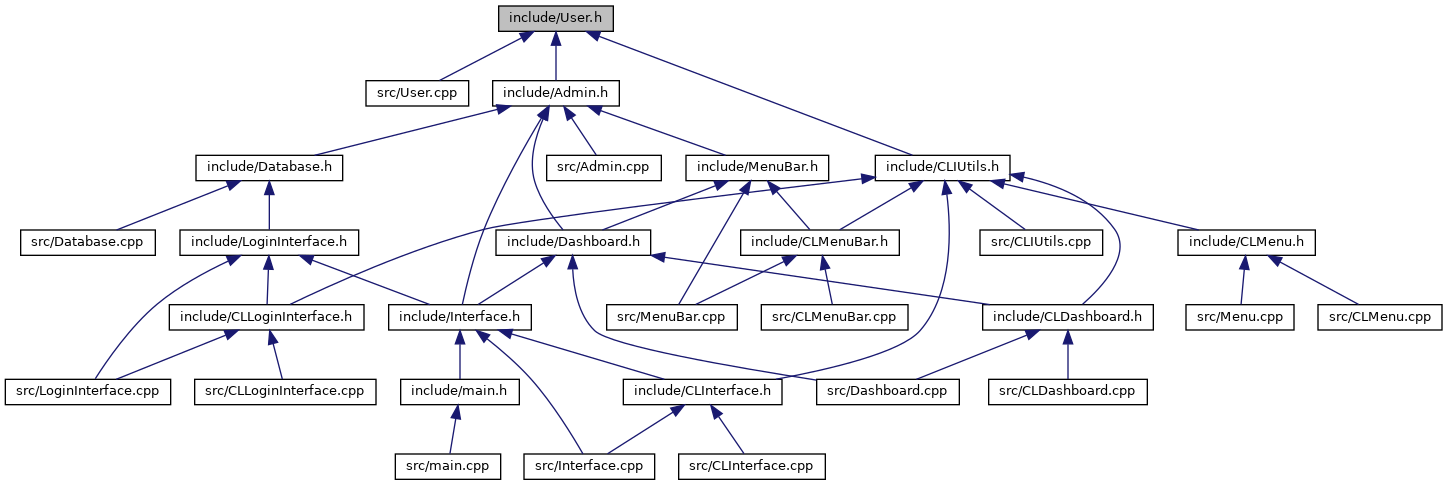 include/User.h
src/User.cpp
include/Admin.h
include/Database.h
src/Admin.cpp
include/MenuBar.h
include/CLIUtils.h
src/Database.cpp
include/LoginInterface.h
include/Dashboard.h
include/CLMenuBar.h
src/CLIUtils.cpp
include/CLMenu.h
include/CLLoginInterface.h
include/Interface.h
src/MenuBar.cpp
src/CLMenuBar.cpp
include/CLDashboard.h
src/Menu.cpp
src/CLMenu.cpp
src/LoginInterface.cpp
src/CLLoginInterface.cpp
include/main.h
include/CLInterface.h
src/Dashboard.cpp
src/CLDashboard.cpp
src/main.cpp
src/Interface.cpp
src/CLInterface.cpp